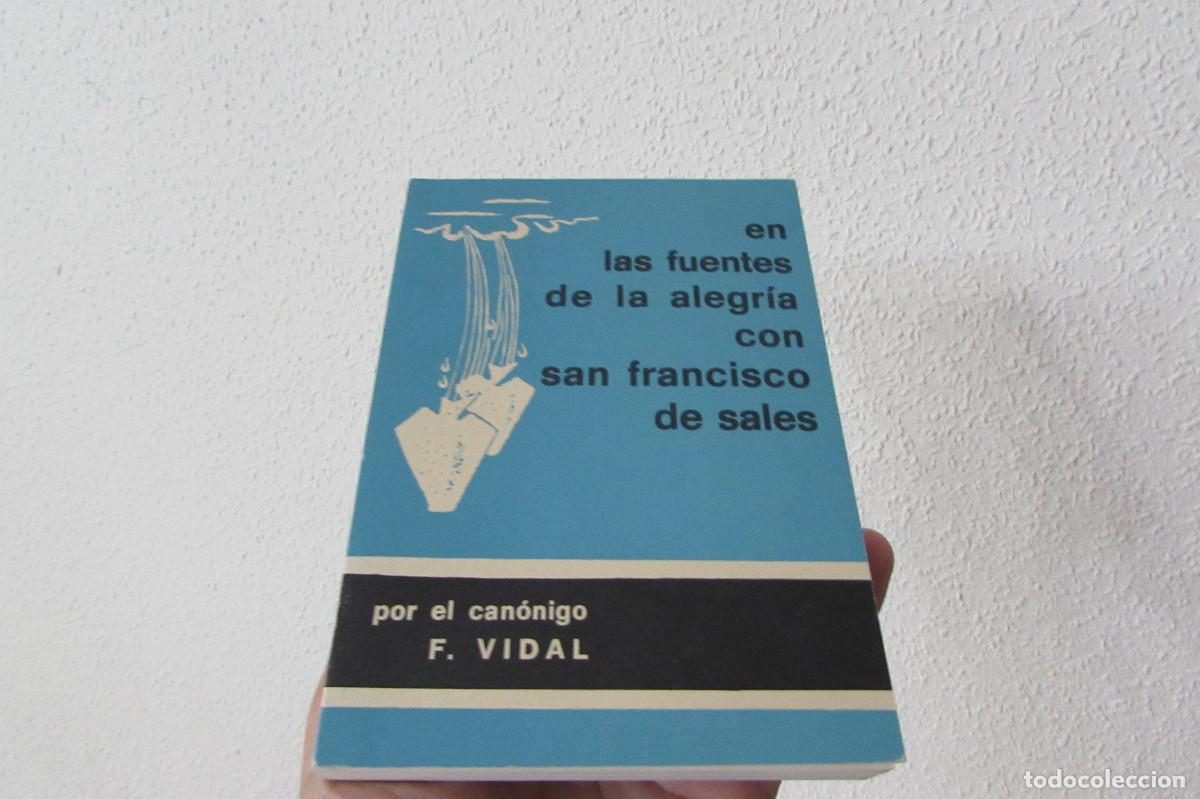 en
las fuentes
de la alegría
con
san francisco
de sales
por el canónigo
F. VIDAL
todocoleccion